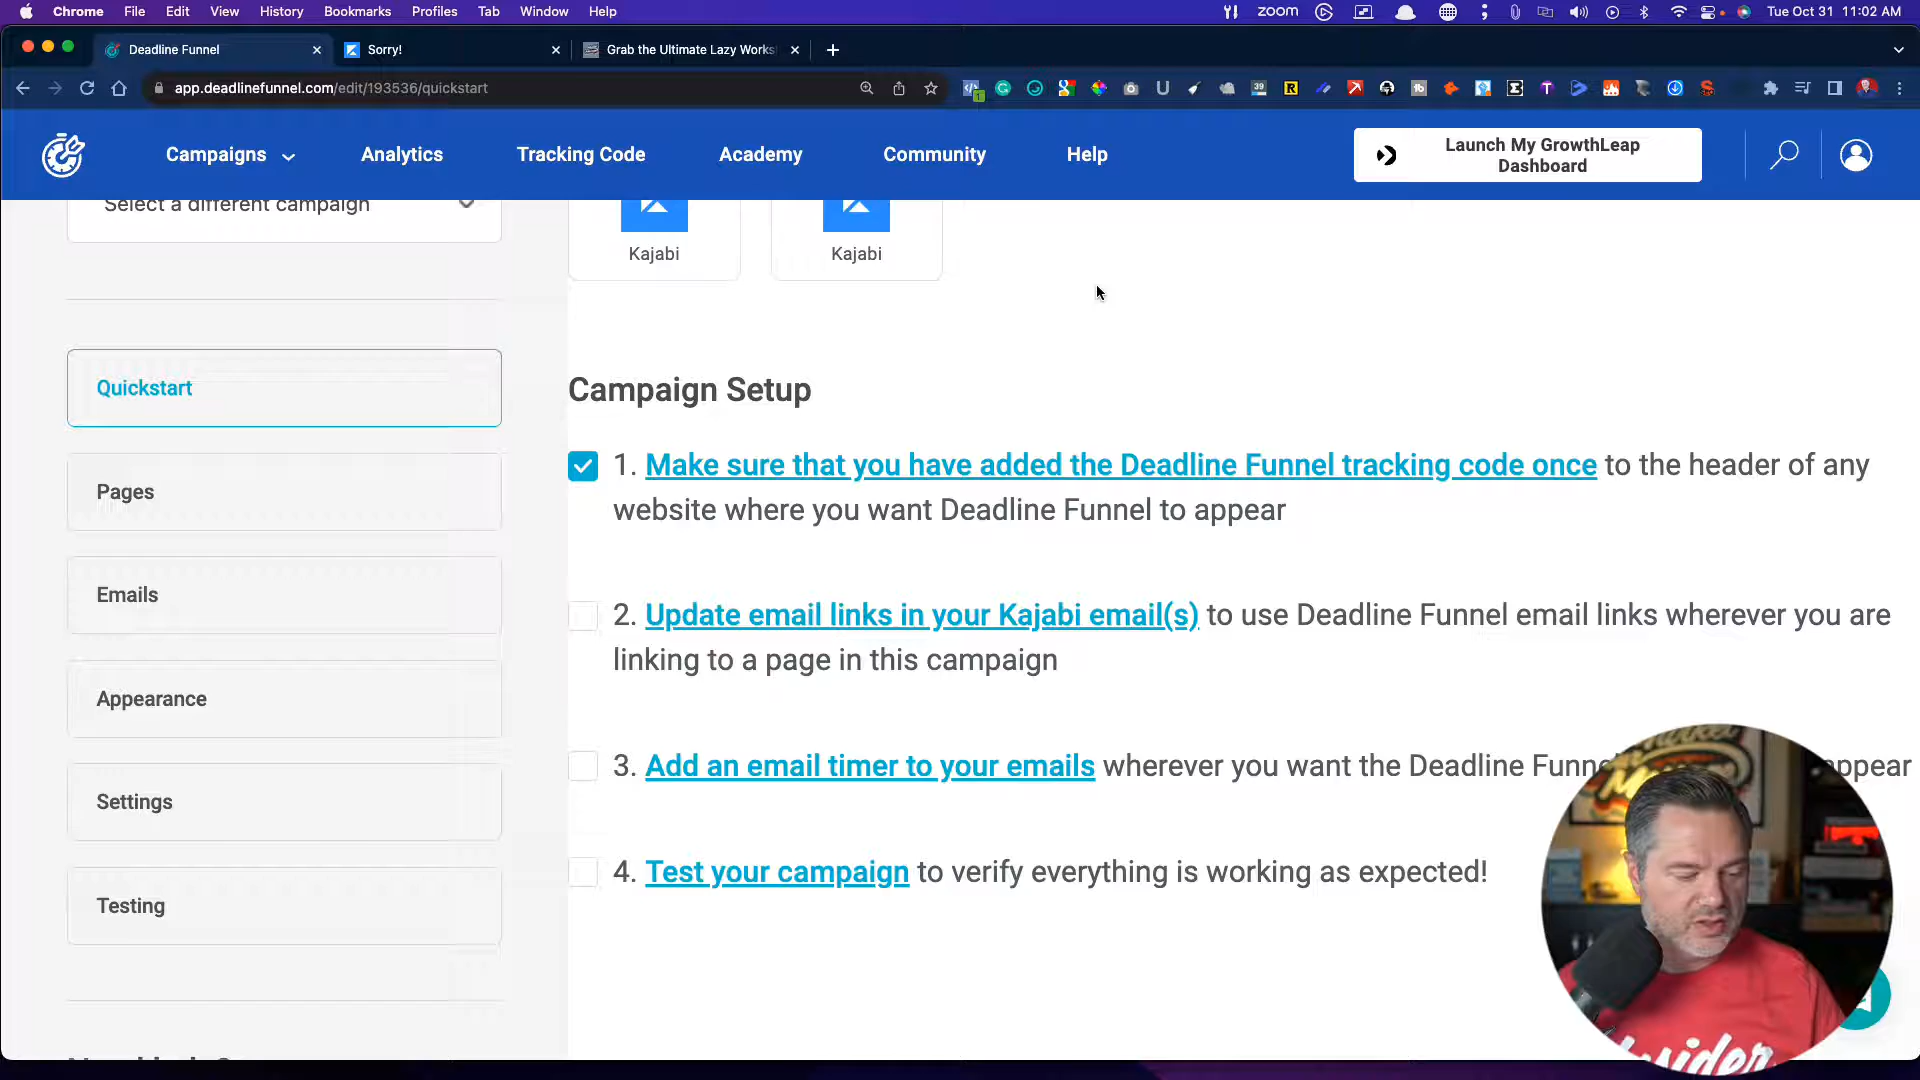 Chrome File Edit View History Bookmarks Profiles Tab Window Help zoom Tue Oct 31 11:02 AM
Deadline Funnel Sorry! Grab the Ultimate Lazy Works
app.deadlinefunnel.com/edit/193536/quickstart
Campaigns Analytics Tracking Code Academy Community Help Launch My GrowthLeap
Dashboard
Select a different campaign
Kajabi Kajabi
Quickstart
Pages
Emails
Appearance
Settings
Testing
Campaign Setup
1. Make sure that you have added the Deadline Funnel tracking code once to the header of any
website where you want Deadline Funnel to appear
2. Update email links in your Kajabi email(s) to use Deadline Funnel email links wherever you are
linking to a page in this campaign
3. Add an email timer to your emails wherever you want the Deadline appear
4. Test your campaign to verify everything is working as expected!